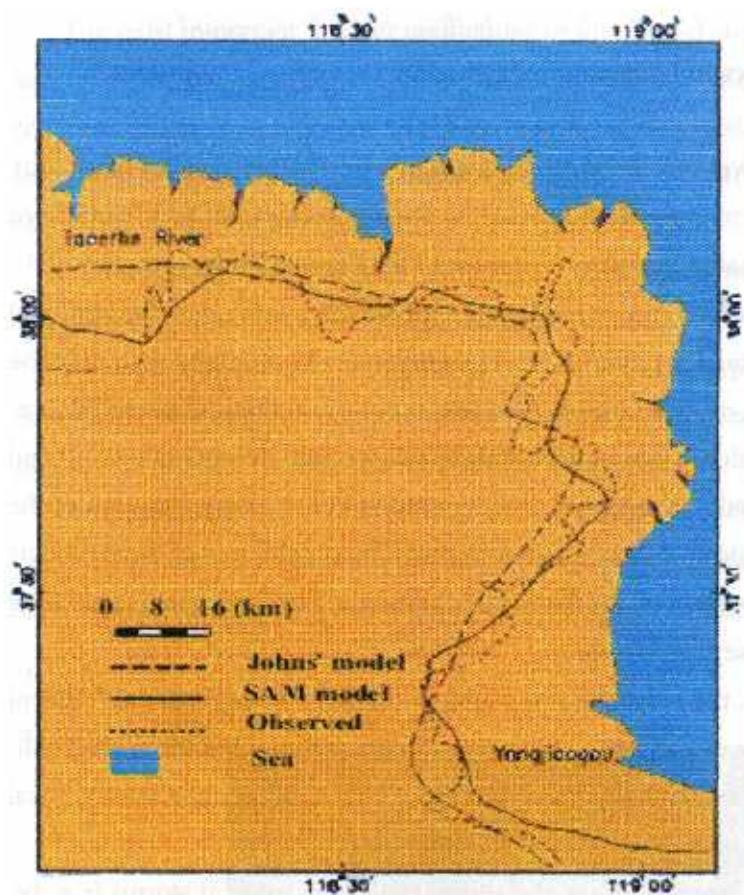 118°30′ 119°00′
River
38°00′ 38°00′
37°30′ 37°30′
0 8 16 (km)
Johns' model
SAM model
Observed
Sea
118°30′ 119°00′